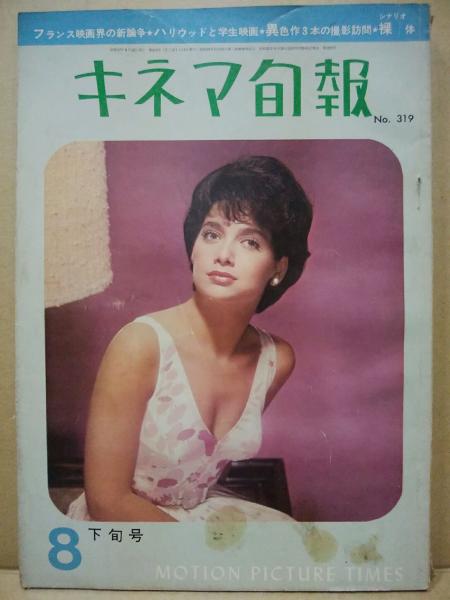 フランス映画界の新論争★ハリウッドと学生映画★異色作3本の撮影訪問★シナリオ裸体
キネマ旬報
No. 319
8 下旬号
MOTION PICTURE TIMES